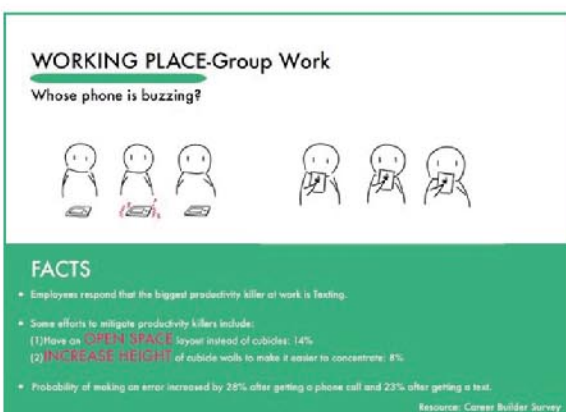 WORKING PLACE-Group Work
Whose phone is buzzing?
FACTS
• Employees respond that the biggest productivity killer at work is Texting.
• Some efforts to mitigate productivity killers include:
(1)Have an OPEN SPACE layout instead of cubicles: 14%
(2)INCREASE HEIGHT of cubicle walls to make it easier to concentrate: 8%
• Probability of making an error increased by 28% after getting a phone call and 23% after getting a text.
Resource: Career Builder Survey